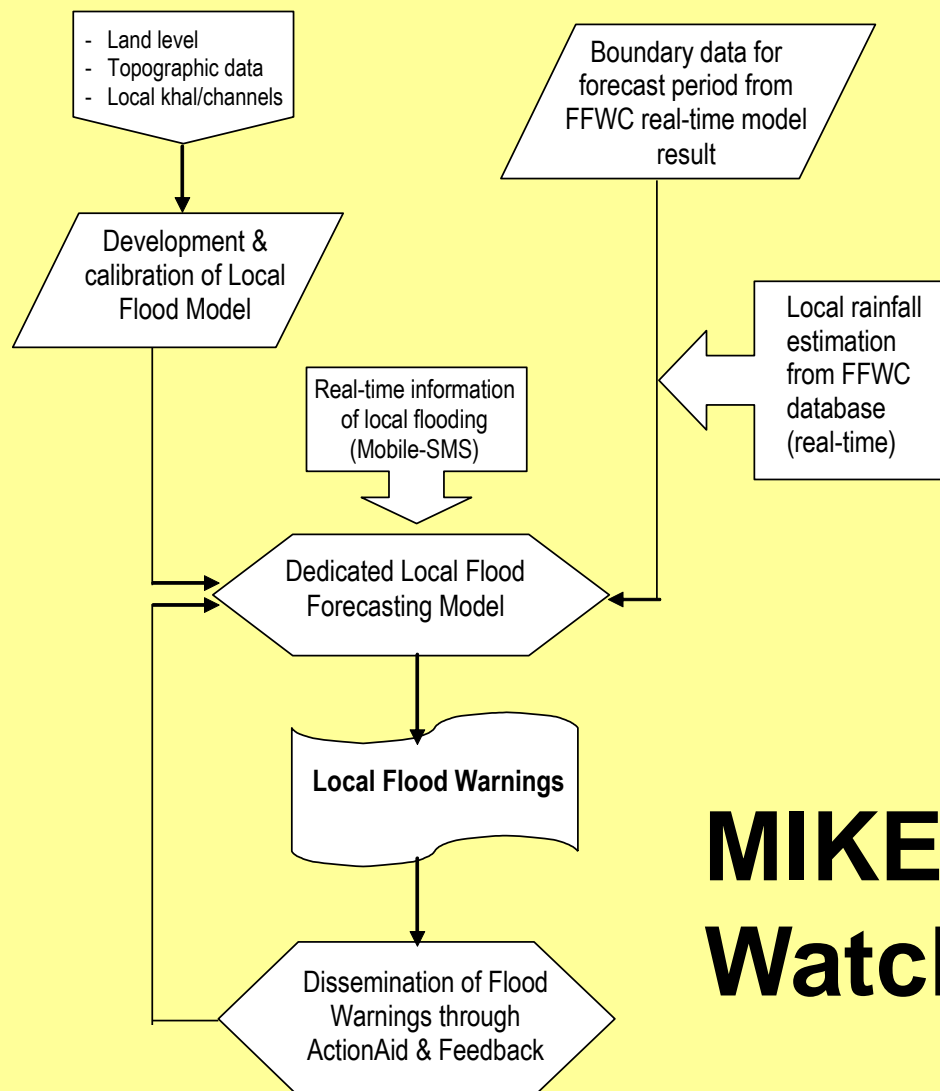 - Land level
- Topographic data
- Local khal/channels
Boundary data for
forecast period from
FFWC real-time model
result
Development &
calibration of Local
Flood Model
Local rainfall
estimation
from FFWC
database
(real-time)
Real-time information
of local flooding
(Mobile-SMS)
Dedicated Local Flood
Forecasting Model
Local Flood Warnings
MIKE
Watch
Dissemination of Flood
Warnings through
ActionAid & Feedback